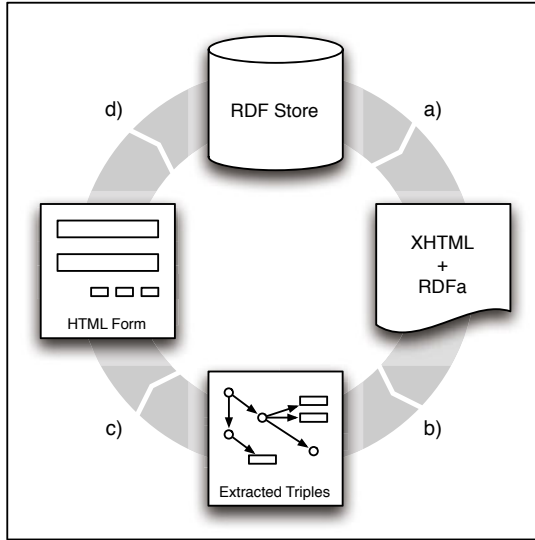 d)
RDF Store
a)
XHTML
+
RDFa
HTML Form
c)
Extracted Triples
b)